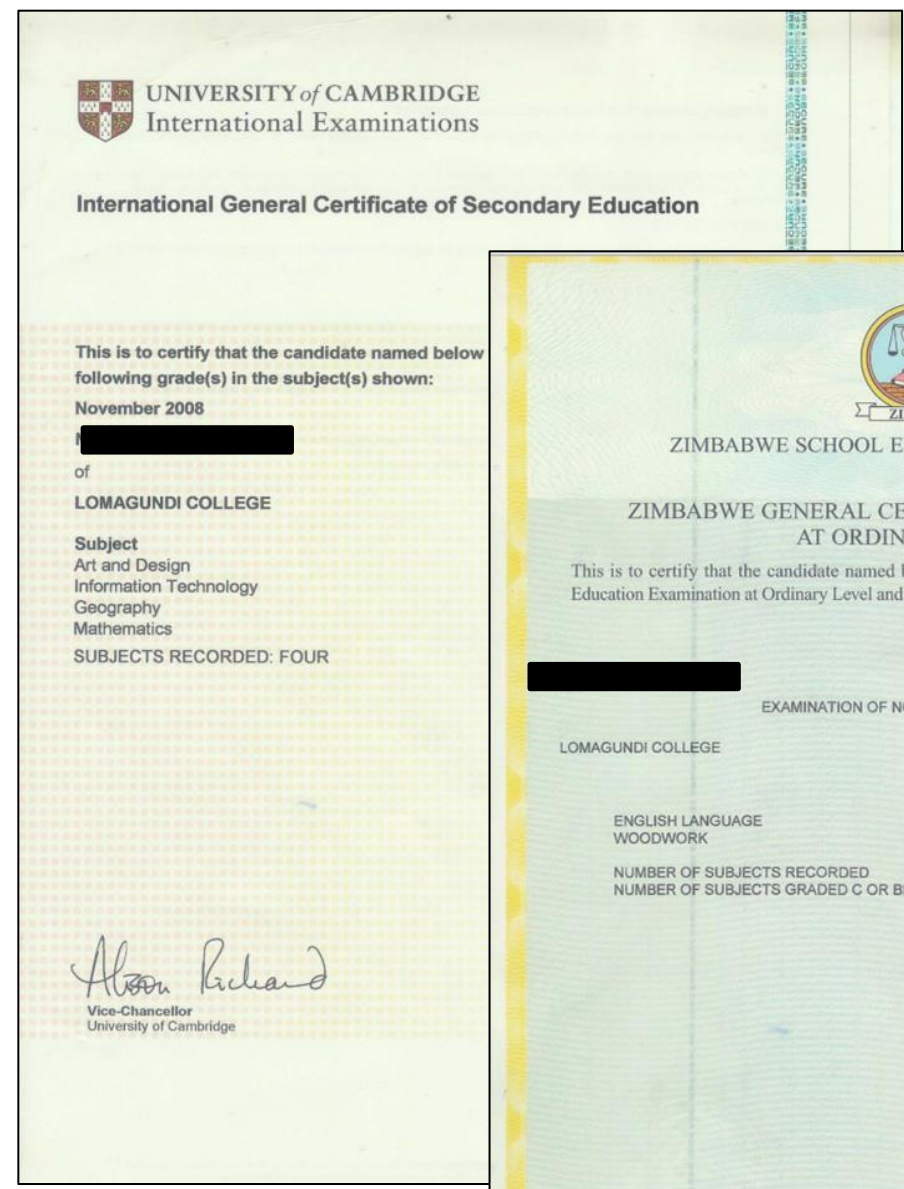 UNIVERSITY of CAMBRIDGE
International Examinations
International General Certificate of Secondary Education
This is to certify that the candidate named below
following grade(s) in the subject(s) shown:
November 2008
of
LOMAGUNDI COLLEGE
Subject
Art and Design
Information Technology
Geography
Mathematics
SUBJECTS RECORDED: FOUR
Alison Richard
Vice-Chancellor
University of Cambridge
ZIMBABWE SCHOOL E
ZIMBABWE GENERAL CE
AT ORDIN
This is to certify that the candidate named
Education Examination at Ordinary Level and
EXAMINATION OF
LOMAGUNDI COLLEGE
ENGLISH LANGUAGE
WOODWORK
NUMBER OF SUBJECTS RECORDED
NUMBER OF SUBJECTS GRADED C OR